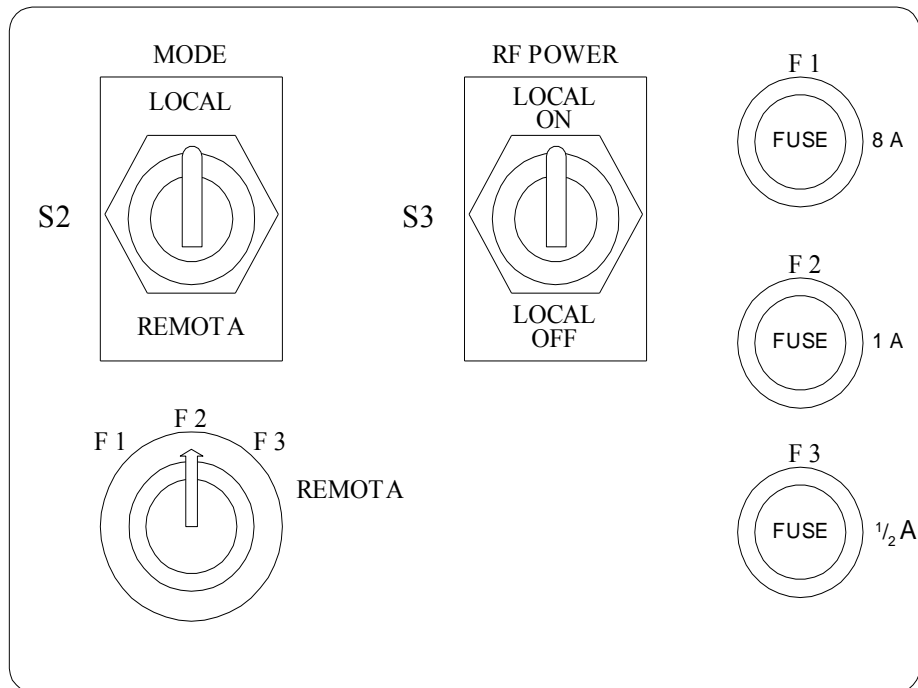 MODE
LOCAL
S2
REMOTA
RF POWER
LOCAL
ON
S3
LOCAL
OFF
F 1
FUSE
8 A
F 2
FUSE
1 A
F 3
FUSE
1/2 A
F 1
F 2
F 3
REMOTA